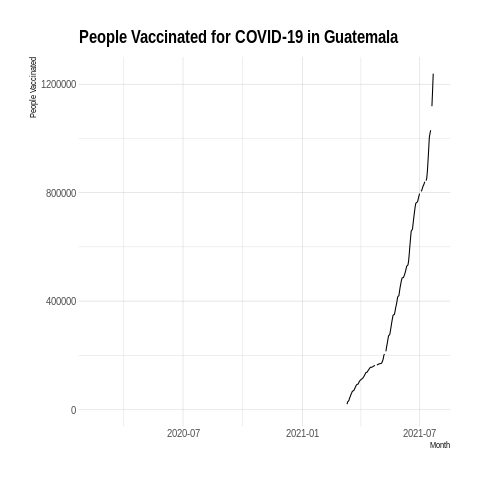 People Vaccinated for COVID-19 in Guatemala
People Vaccinated
1200000
800000
400000
0
2020-07 2021-01 2021-07
Month